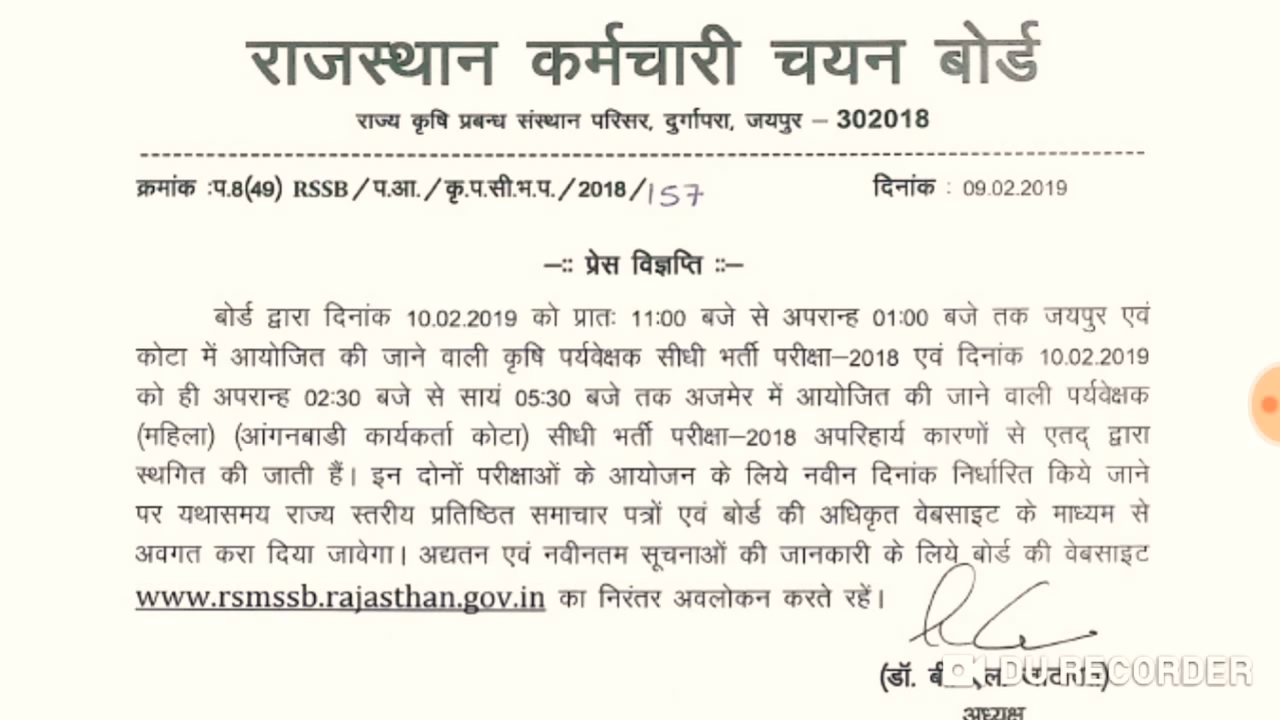 राजस्थान कर्मचारी चयन बोर्ड
राज्य कृषि प्रबन्ध संस्थान परिसर, दुर्गापरा, जयपुर – 302018
क्रमांक :प.8(49) RSSB/प.आ./कृ.प.सी.भ.प./2018/157 दिनांक : 09.02.2019
–:: प्रेस विज्ञप्ति ::–
बोर्ड द्वारा दिनांक 10.02.2019 को प्रातः 11:00 बजे से अपरान्ह 01:00 बजे तक जयपुर एवं
कोटा में आयोजित की जाने वाली कृषि पर्यवेक्षक सीधी भर्ती परीक्षा–2018 एवं दिनांक 10.02.2019
को ही अपरान्ह 02:30 बजे से सायं 05:30 बजे तक अजमेर में आयोजित की जाने वाली पर्यवेक्षक
(महिला) (आंगनबाडी कार्यकर्ता कोटा) सीधी भर्ती परीक्षा–2018 अपरिहार्य कारणों से एतद् द्वारा
स्थगित की जाती हैं। इन दोनों परीक्षाओं के आयोजन के लिये नवीन दिनांक निर्धारित किये जाने
पर यथासमय राज्य स्तरीय प्रतिष्ठित समाचार पत्रों एवं बोर्ड की अधिकृत वेबसाइट के माध्यम से
अवगत करा दिया जावेगा। अद्यतन एवं नवीनतम सूचनाओं की जानकारी के लिये बोर्ड की वेबसाइट
www.rsmssb.rajasthan.gov.in का निरंतर अवलोकन करते रहें।
(डॉ.
DU RECORDER
अध्यक्ष